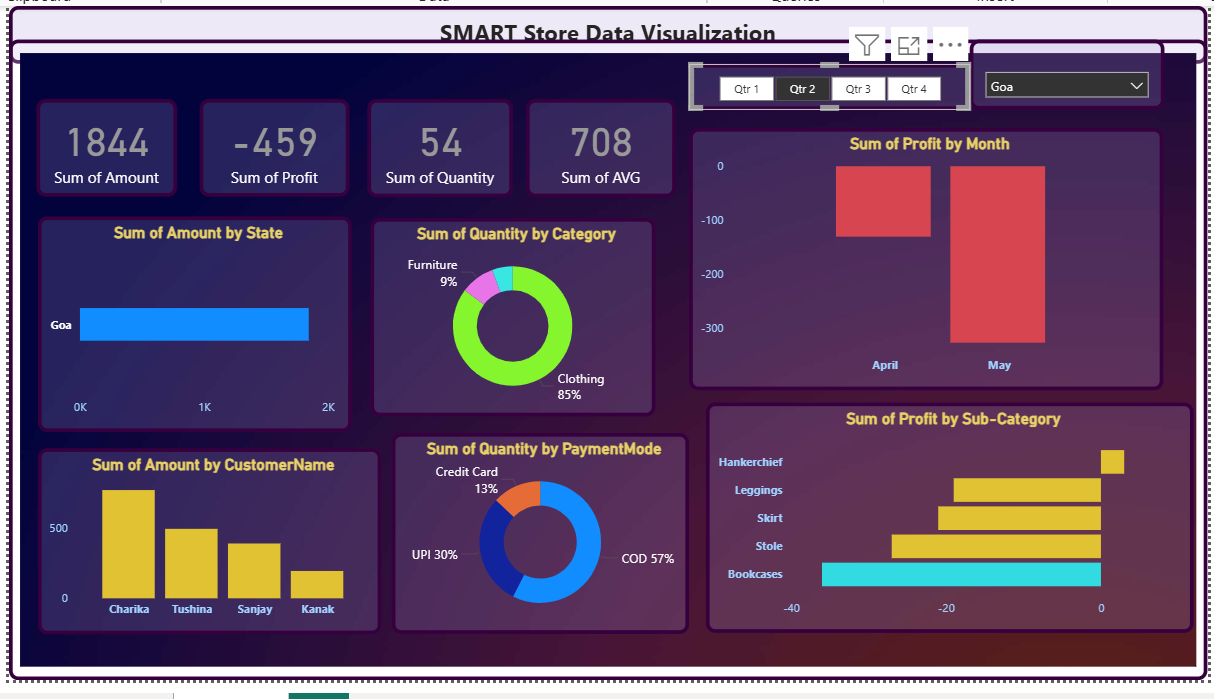 SMART Store Data Visualization
Qtr 1
Qtr 2
Qtr 3
Qtr 4
Goa
1844
Sum of Amount
-459
Sum of Profit
54
Sum of Quantity
708
Sum of AVG
Sum of Profit by Month
0
-100
-200
-300
April
May
Sum of Amount by State
Goa
0K
1K
2K
Sum of Quantity by Category
Furniture
9%
Clothing
85%
Sum of Profit by Sub-Category
Hankerchief
Leggings
Skirt
Stole
Bookcases
-40
-20
0
Sum of Amount by CustomerName
500
0
Charika
Tushina
Sanjay
Kanak
Sum of Quantity by PaymentMode
Credit Card
13%
UPI 30%
COD 57%